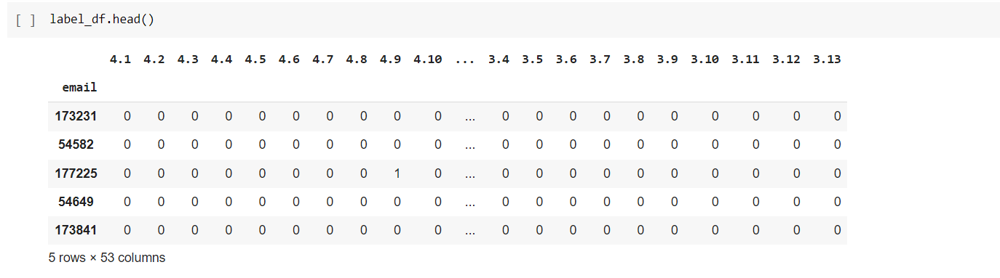 [ ] label_df.head()
4.1 4.2 4.3 4.4 4.5 4.6 4.7 4.8 4.9 4.10 ... 3.4 3.5 3.6 3.7 3.8 3.9 3.10 3.11 3.12 3.13
email
173231 0 0 0 0 0 0 0 0 0 0 ... 0 0 0 0 0 0 0 0 0 0
54582 0 0 0 0 0 0 0 0 0 0 ... 0 0 0 0 0 0 0 0 0 0
177225 0 0 0 0 0 0 0 0 1 0 ... 0 0 0 0 0 0 0 0 0 0
54649 0 0 0 0 0 0 0 0 0 0 ... 0 0 0 0 0 0 0 0 0 0
173841 0 0 0 0 0 0 0 0 0 0 ... 0 0 0 0 0 0 0 0 0 0
5 rows × 53 columns